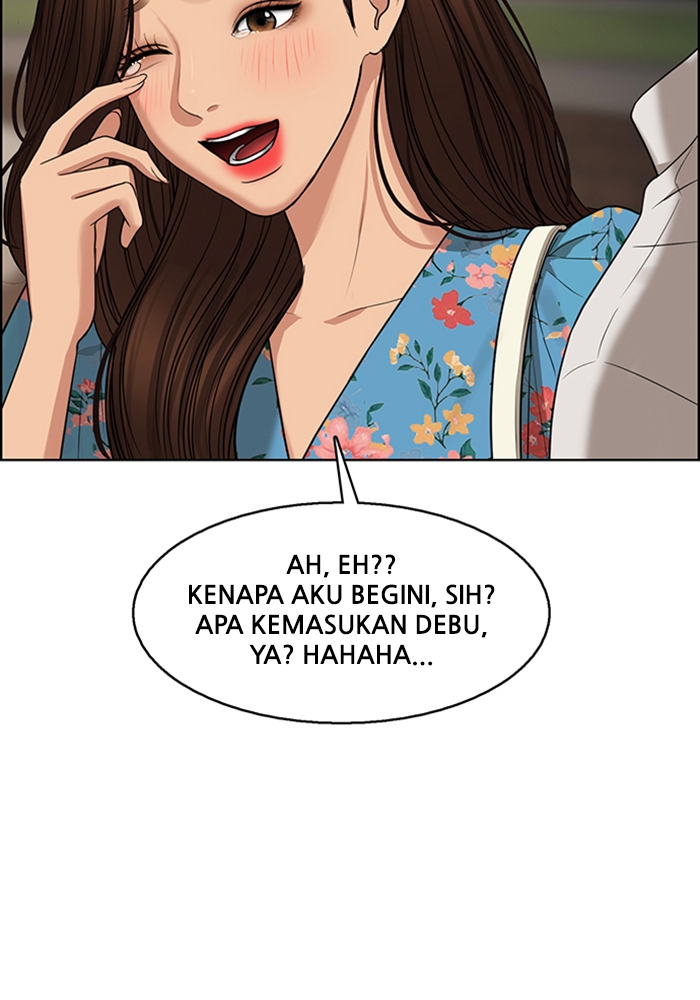 AH, EH??
KENAPA AKU BEGINI, SIH?
APA KEMASUKAN DEBU,
YA? HAHAHA...